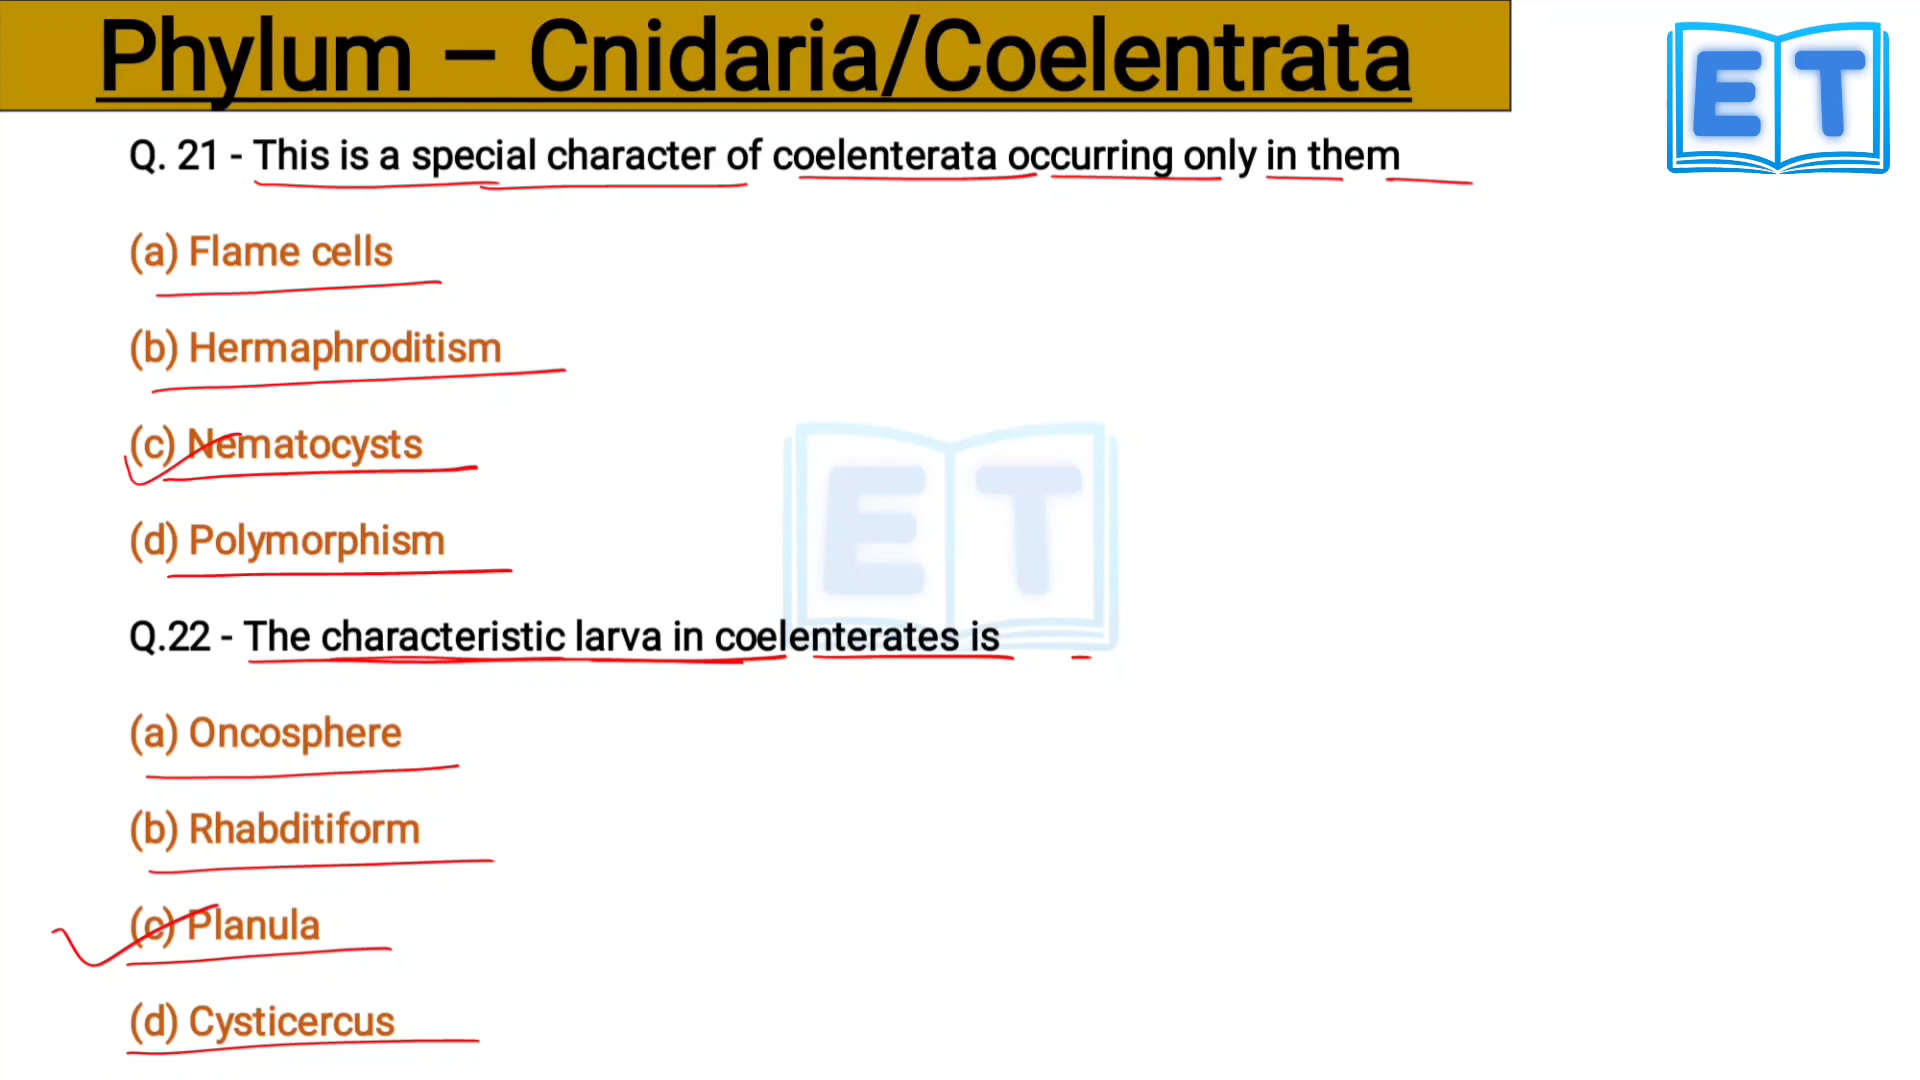 Phylum – Cnidaria/Coelentrata
ET
Q. 21 - This is a special character of coelenterata occurring only in them
(a) Flame cells
(b) Hermaphroditism
(c) Nematocysts
(d) Polymorphism
ET
Q.22 - The characteristic larva in coelenterates is
(a) Oncosphere
(b) Rhabditiform
(c) Planula
(d) Cysticercus